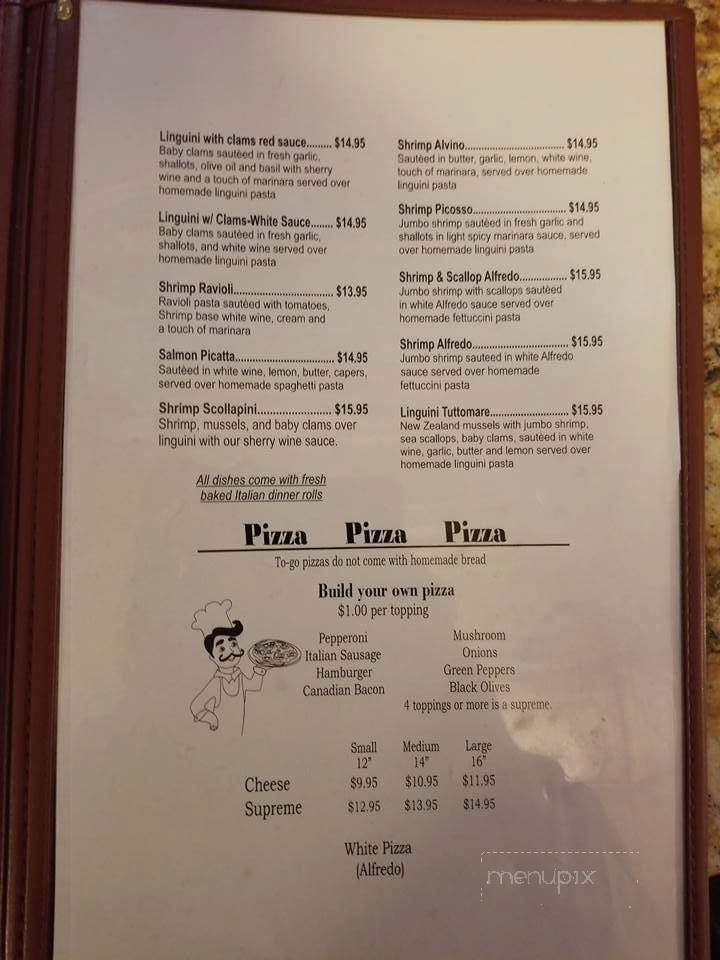 Linguini with clams red sauce......... $14.95
Baby clams sautéed in fresh garlic,
shallots, olive oil and basil with sherry
wine and a touch of marinara served over
homemade linguini pasta
Linguini w/ Clams-White Sauce....... $14.95
Baby clams sautéed in fresh garlic,
shallots, and white wine served over
homemade linguini pasta
Shrimp Ravioli................................ $13.95
Ravioli pasta sautéed with tomatoes,
Shrimp base white wine, cream and
a touch of marinara
Salmon Picatta................................ $14.95
Sautéed in white wine, lemon, butter, capers,
served over homemade spaghetti pasta
Shrimp Scollapini........................ $15.95
Shrimp, mussels, and baby clams over
linguini with our sherry wine sauce.
All dishes come with fresh
baked Italian dinner rolls
Shrimp Alvino................................ $14.95
Sautéed in butter, garlic, lemon, white wine,
touch of marinara, served over homemade
linguini pasta
Shrimp Picosso.............................. $14.95
Jumbo shrimp sautéed in fresh garlic and
shallots in light spicy marinara sauce, served
over homemade linguini pasta
Shrimp & Scallop Alfredo............... $15.95
Jumbo shrimp with scallops sautéed
in white Alfredo sauce served over
homemade fettuccini pasta
Shrimp Alfredo............................... $15.95
Jumbo shrimp sauteed in white Alfredo
sauce served over homemade
fettuccini pasta
Linguini Tuttomare......................... $15.95
New Zealand mussels with jumbo shrimp,
sea scallops, baby clams, sautéed in white
wine, garlic, butter and lemon served over
homemade linguini pasta
Pizza Pizza Pizza
To-go pizzas do not come with homemade bread
Build your own pizza
$1.00 per topping
Pepperoni Mushroom
Italian Sausage Onions
Hamburger Green Peppers
Canadian Bacon Black Olives
4 toppings or more is a supreme.
Small Medium Large
12" 14" 16"
Cheese $9.95 $10.95 $11.95
Supreme $12.95 $13.95 $14.95
White Pizza
(Alfredo)
menupix